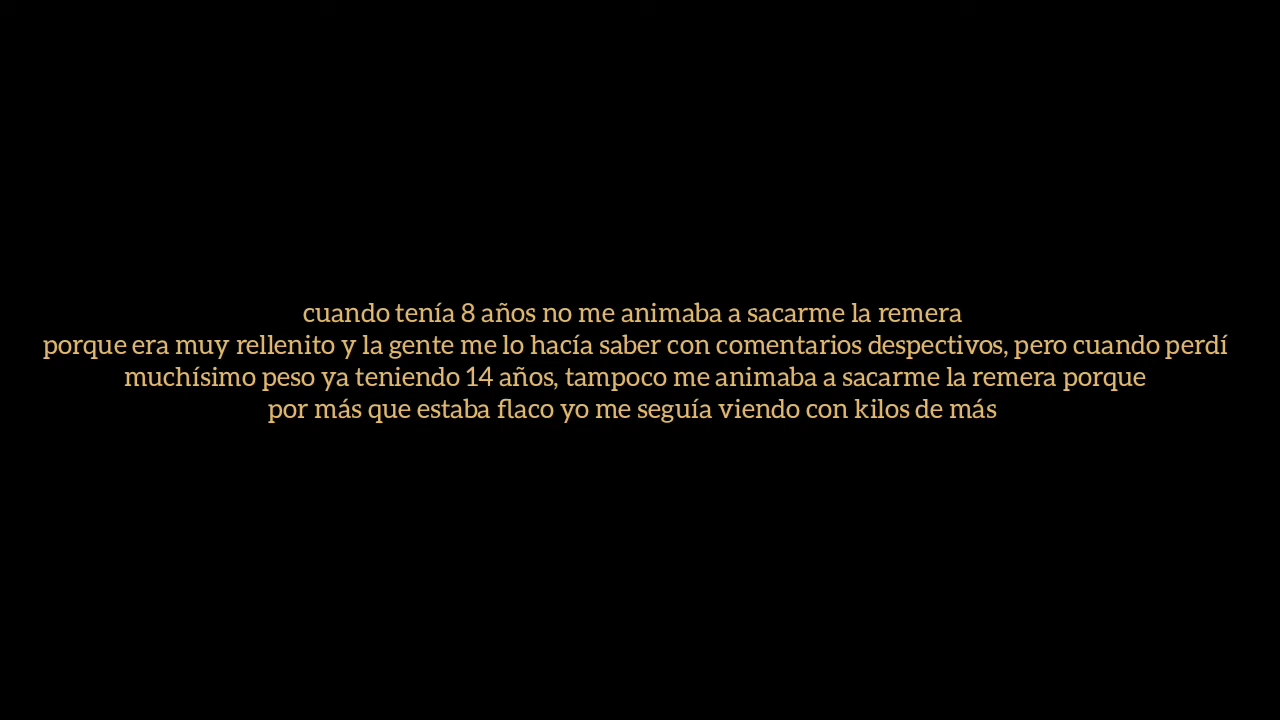 cuando tenía 8 años no me animaba a sacarme la remera
porque era muy rellenito y la gente me lo hacía saber con comentarios despectivos, pero cuando perdí
muchísimo peso ya teniendo 14 años, tampoco me animaba a sacarme la remera porque
por más que estaba flaco yo me seguía viendo con kilos de más